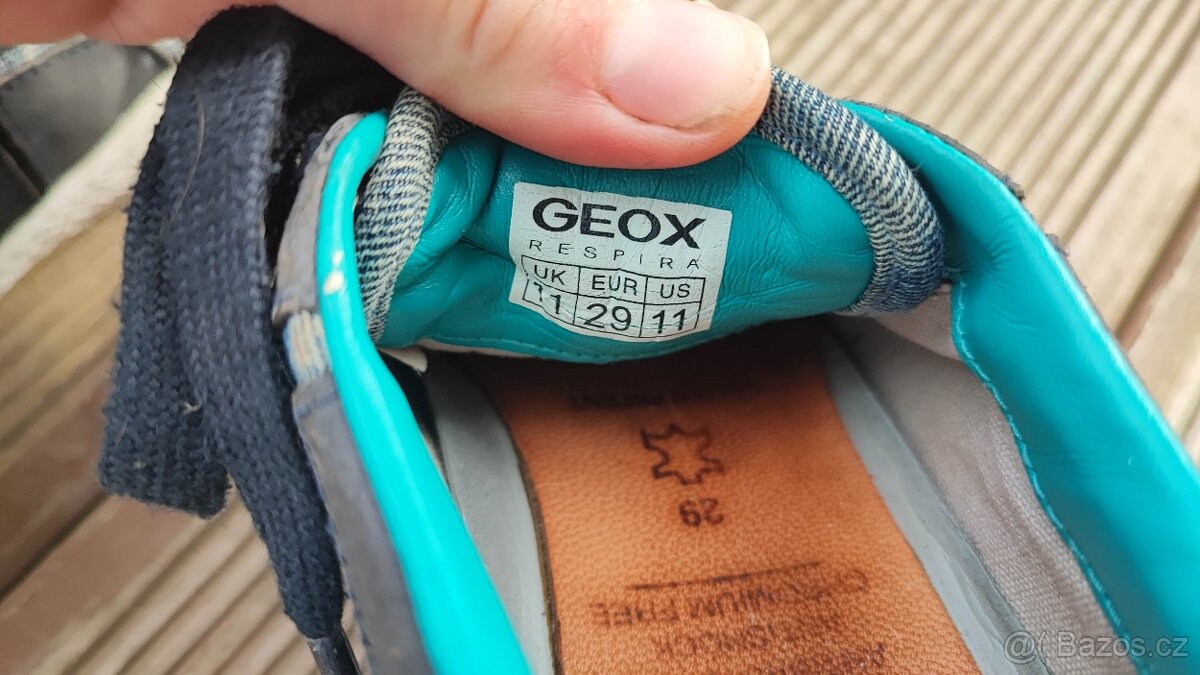 GEOX
RESPIRA
UK EUR US
11 29 11
29
CHROMIUM FREE
@ Bazos.cz